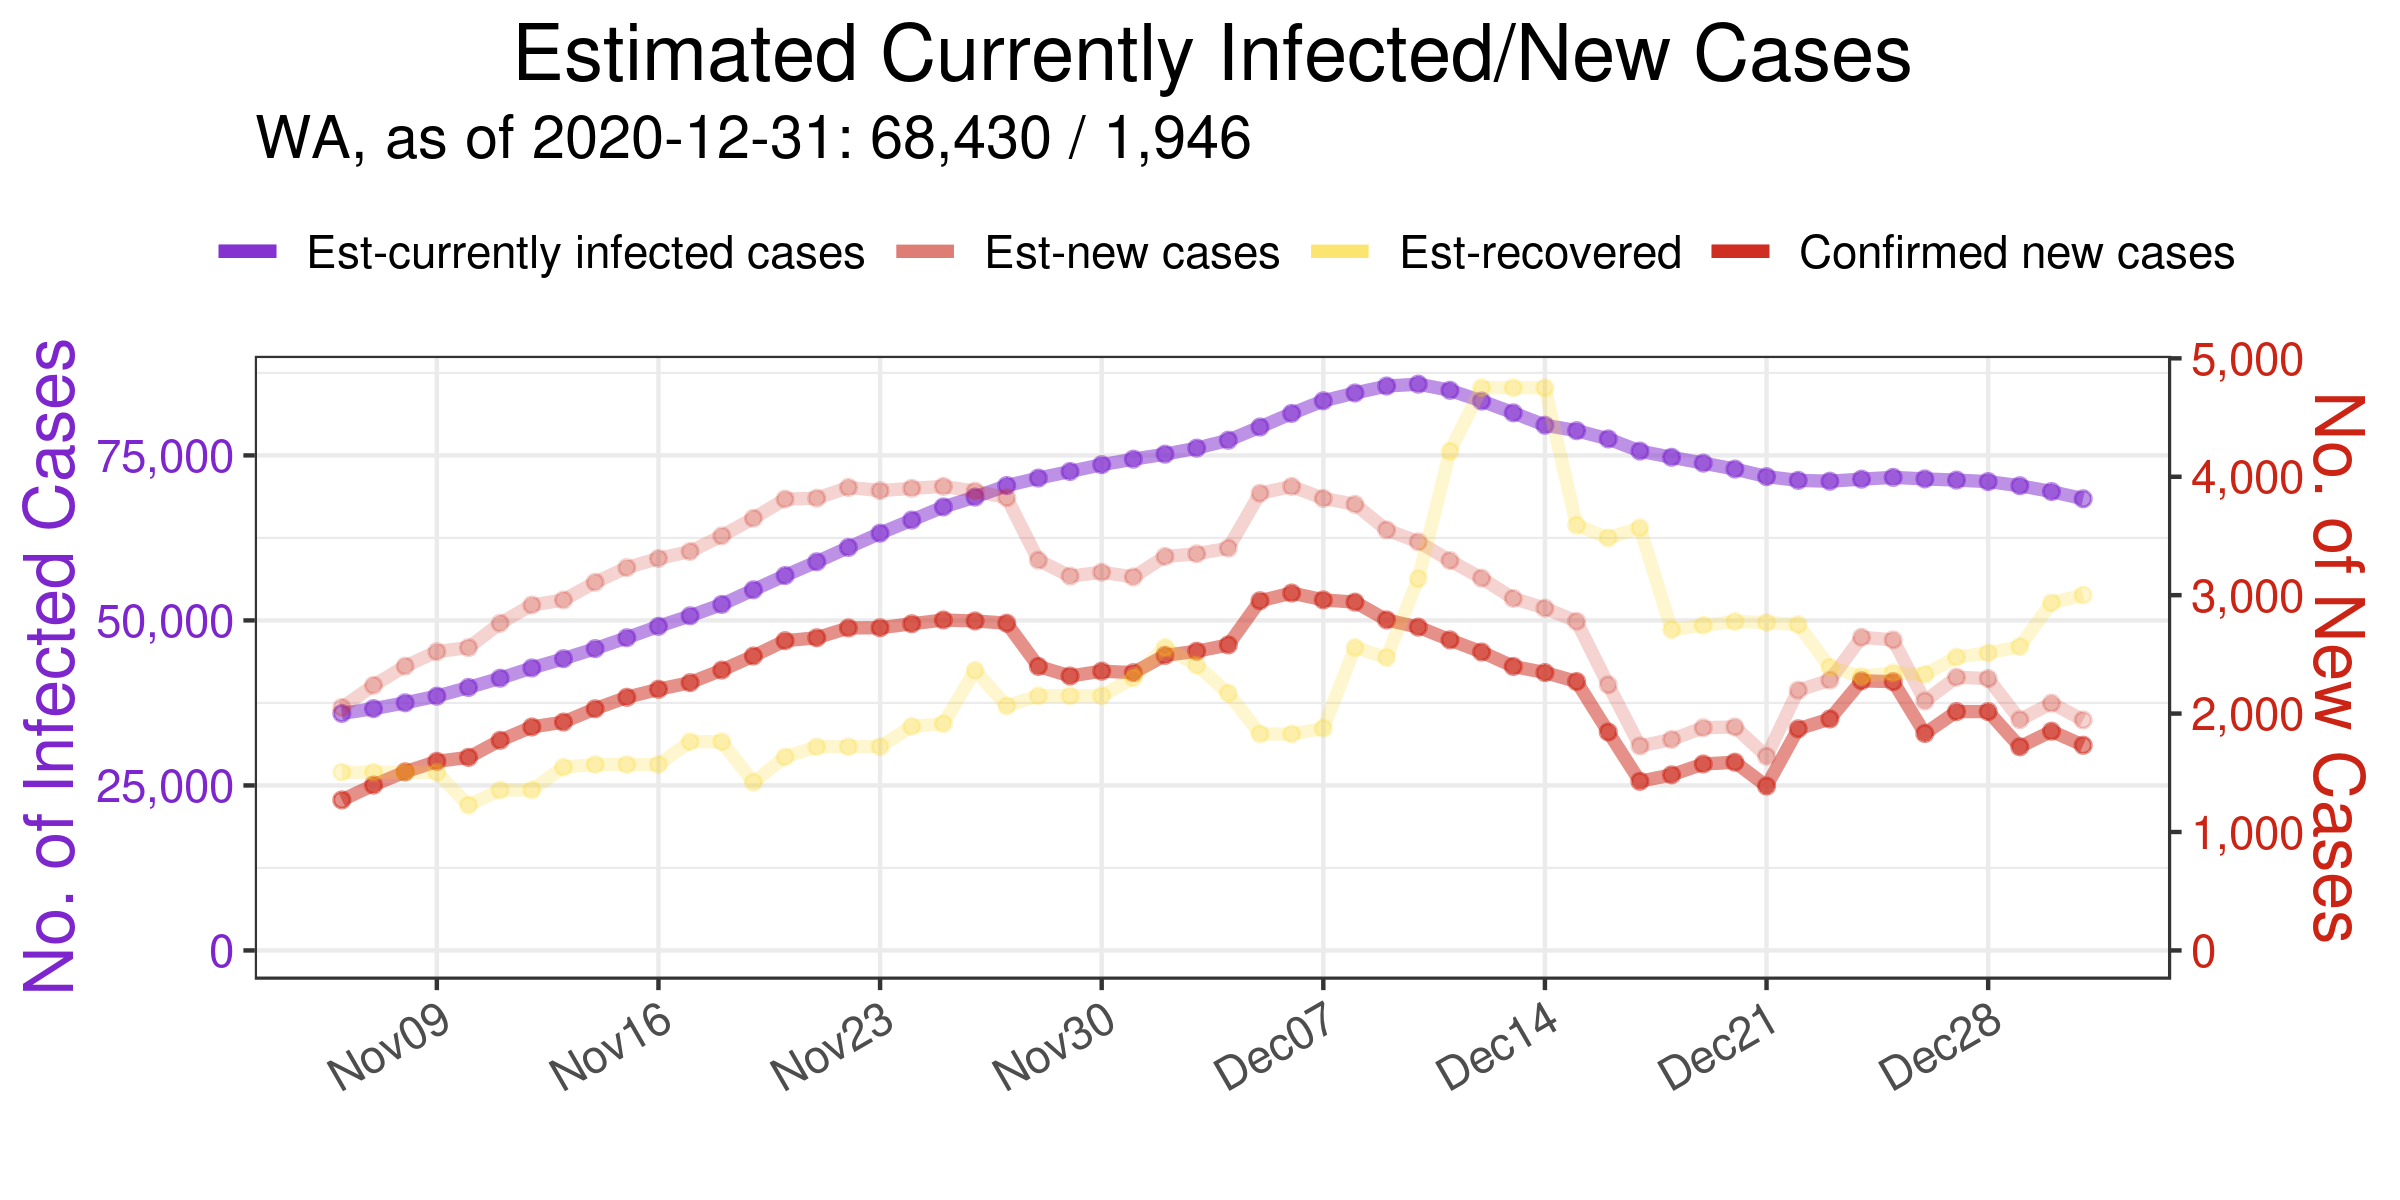 Estimated Currently Infected/New Cases
WA, as of 2020-12-31: 68,430 / 1,946
Est-currently infected cases Est-new cases Est-recovered Confirmed new cases
No. of Infected Cases
75,000
50,000
25,000
0
5,000
4,000
3,000
2,000
1,000
0
No. of New Cases
Nov09 Nov16 Nov23 Nov30 Dec07 Dec14 Dec21 Dec28